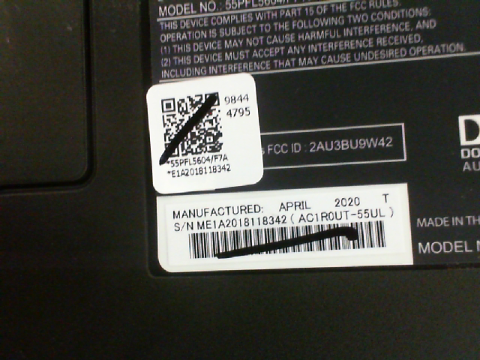 MODEL NO.: 55PFL5604/F7
THIS DEVICE COMPLIES WITH PART 15 OF THE FCC RULES.
OPERATION IS SUBJECT TO THE FOLLOWING TWO CONDITIONS:
(1) THIS DEVICE MAY NOT CAUSE HARMFUL INTERFERENCE, AND
(2) THIS DEVICE MUST ACCEPT ANY INTERFERENCE RECEIVED,
INCLUDING INTERFERENCE THAT MAY CAUSE UNDESIRED OPERATION.
9844
4795
*55PFL5604/F7A
*E1A2018118342
FCC ID : 2AU3BU9W42
MANUFACTURED: APRIL 2020 T
S/N ME1A2018118342 ( AC1R0UT-55UL )
MADE IN
MODEL